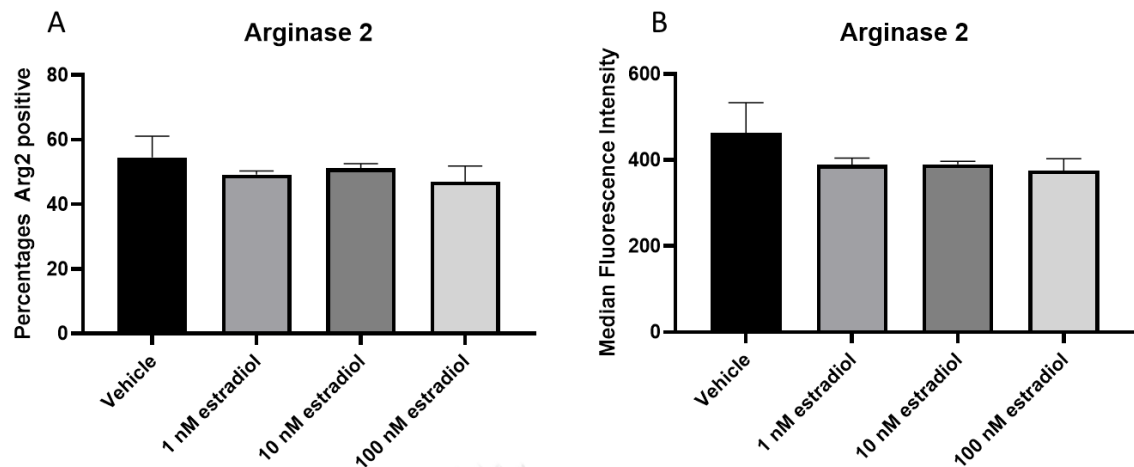 A
Arginase 2
Percentages Arg2 positive
80
60
40
20
0
Vehicle
1 nM estradiol
10 nM estradiol
100 nM estradiol
B
Arginase 2
Median Fluorescence Intensity
600
400
200
0
Vehicle
1 nM estradiol
10 nM estradiol
100 nM estradiol